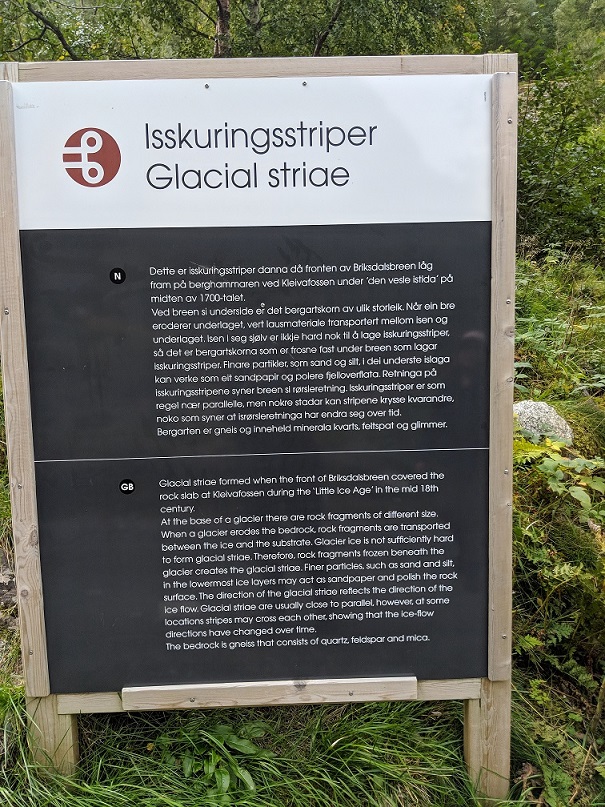 Isskuringsstriper
Glacial striae
N
Dette er isskuringsstriper danna då fronten av Briksdalsbreen låg
fram på berghammaren ved Kleivafossen under 'den vesle istida' på
midten av 1700-talet.
Ved breen si underside er det bergartskorn av ulik storleik. Når ein bre
eroderer underlaget, vert lausmateriale transportert mellom isen og
underlaget. Isen i seg sjølv er ikkje hard nok til å lage isskuringsstriper,
så det er bergartskorna som er frosne fast under breen som lagar
isskuringsstriper. Finare partiklar, som sand og silt, i dei underste islaga
kan verke som eit sandpapir og polere fjelloverflata. Retninga på
isskuringsstripene syner breen si rørsleretning. Isskuringsstriper er som
regel nær parallelle, men nokre stadar kan stripene krysse kvarandre,
noko som syner at isrørsleretninga har endra seg over tid.
Bergarten er gneis og inneheld minerala kvarts, feltspat og glimmer.
GB
Glacial striae formed when the front of Briksdalsbreen covered the
rock slab at Kleivafossen during the 'Little Ice Age' in the mid 18th
century.
At the base of a glacier there are rock fragments of different size.
When a glacier erodes the bedrock, rock fragments are transported
between the ice and the substrate. Glacier ice is not sufficiently hard
to form glacial striae. Therefore, rock fragments frozen beneath the
glacier creates the glacial striae. Finer particles, such as sand and silt,
in the lowermost ice layers may act as sandpaper and polish the rock
surface. The direction of the glacial striae reflects the direction of the
ice flow. Glacial striae are usually close to parallel, however, at some
locations stripes may cross each other, showing that the ice-flow
directions have changed over time.
The bedrock is gneiss that consists of quartz, feldspar and mica.